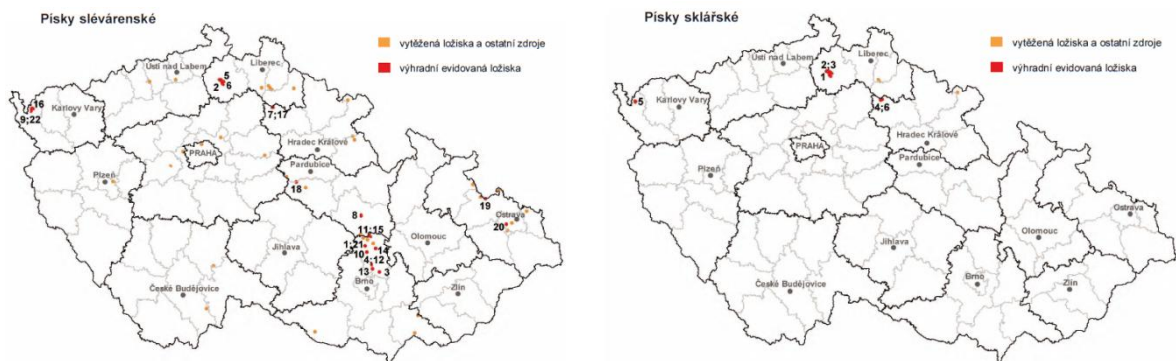 Písky slévárenské
vytěžená ložiska a ostatní zdroje
výhradní evidovaná ložiska
Ústí nad Labem
Liberec
5
2
6
16
Karlovy Vary
9;22
7;17
Hradec Králové
PRAHA
Pardubice
Plzeň
18
19
Ostrava
20
8
11;15
Olomouc
1;21
14
Jihlava
10
4;12
13
3
Brno
Zlín
České Budějovice
Písky sklářské
vytěžená ložiska a ostatní zdroje
výhradní evidovaná ložiska
Liberec
Ústí nad Labem
2;3
1
5
Karlovy Vary
4;6
Hradec Králové
PRAHA
Pardubice
Plzeň
Ostrava
Olomouc
Jihlava
Brno
Zlín
České Budějovice